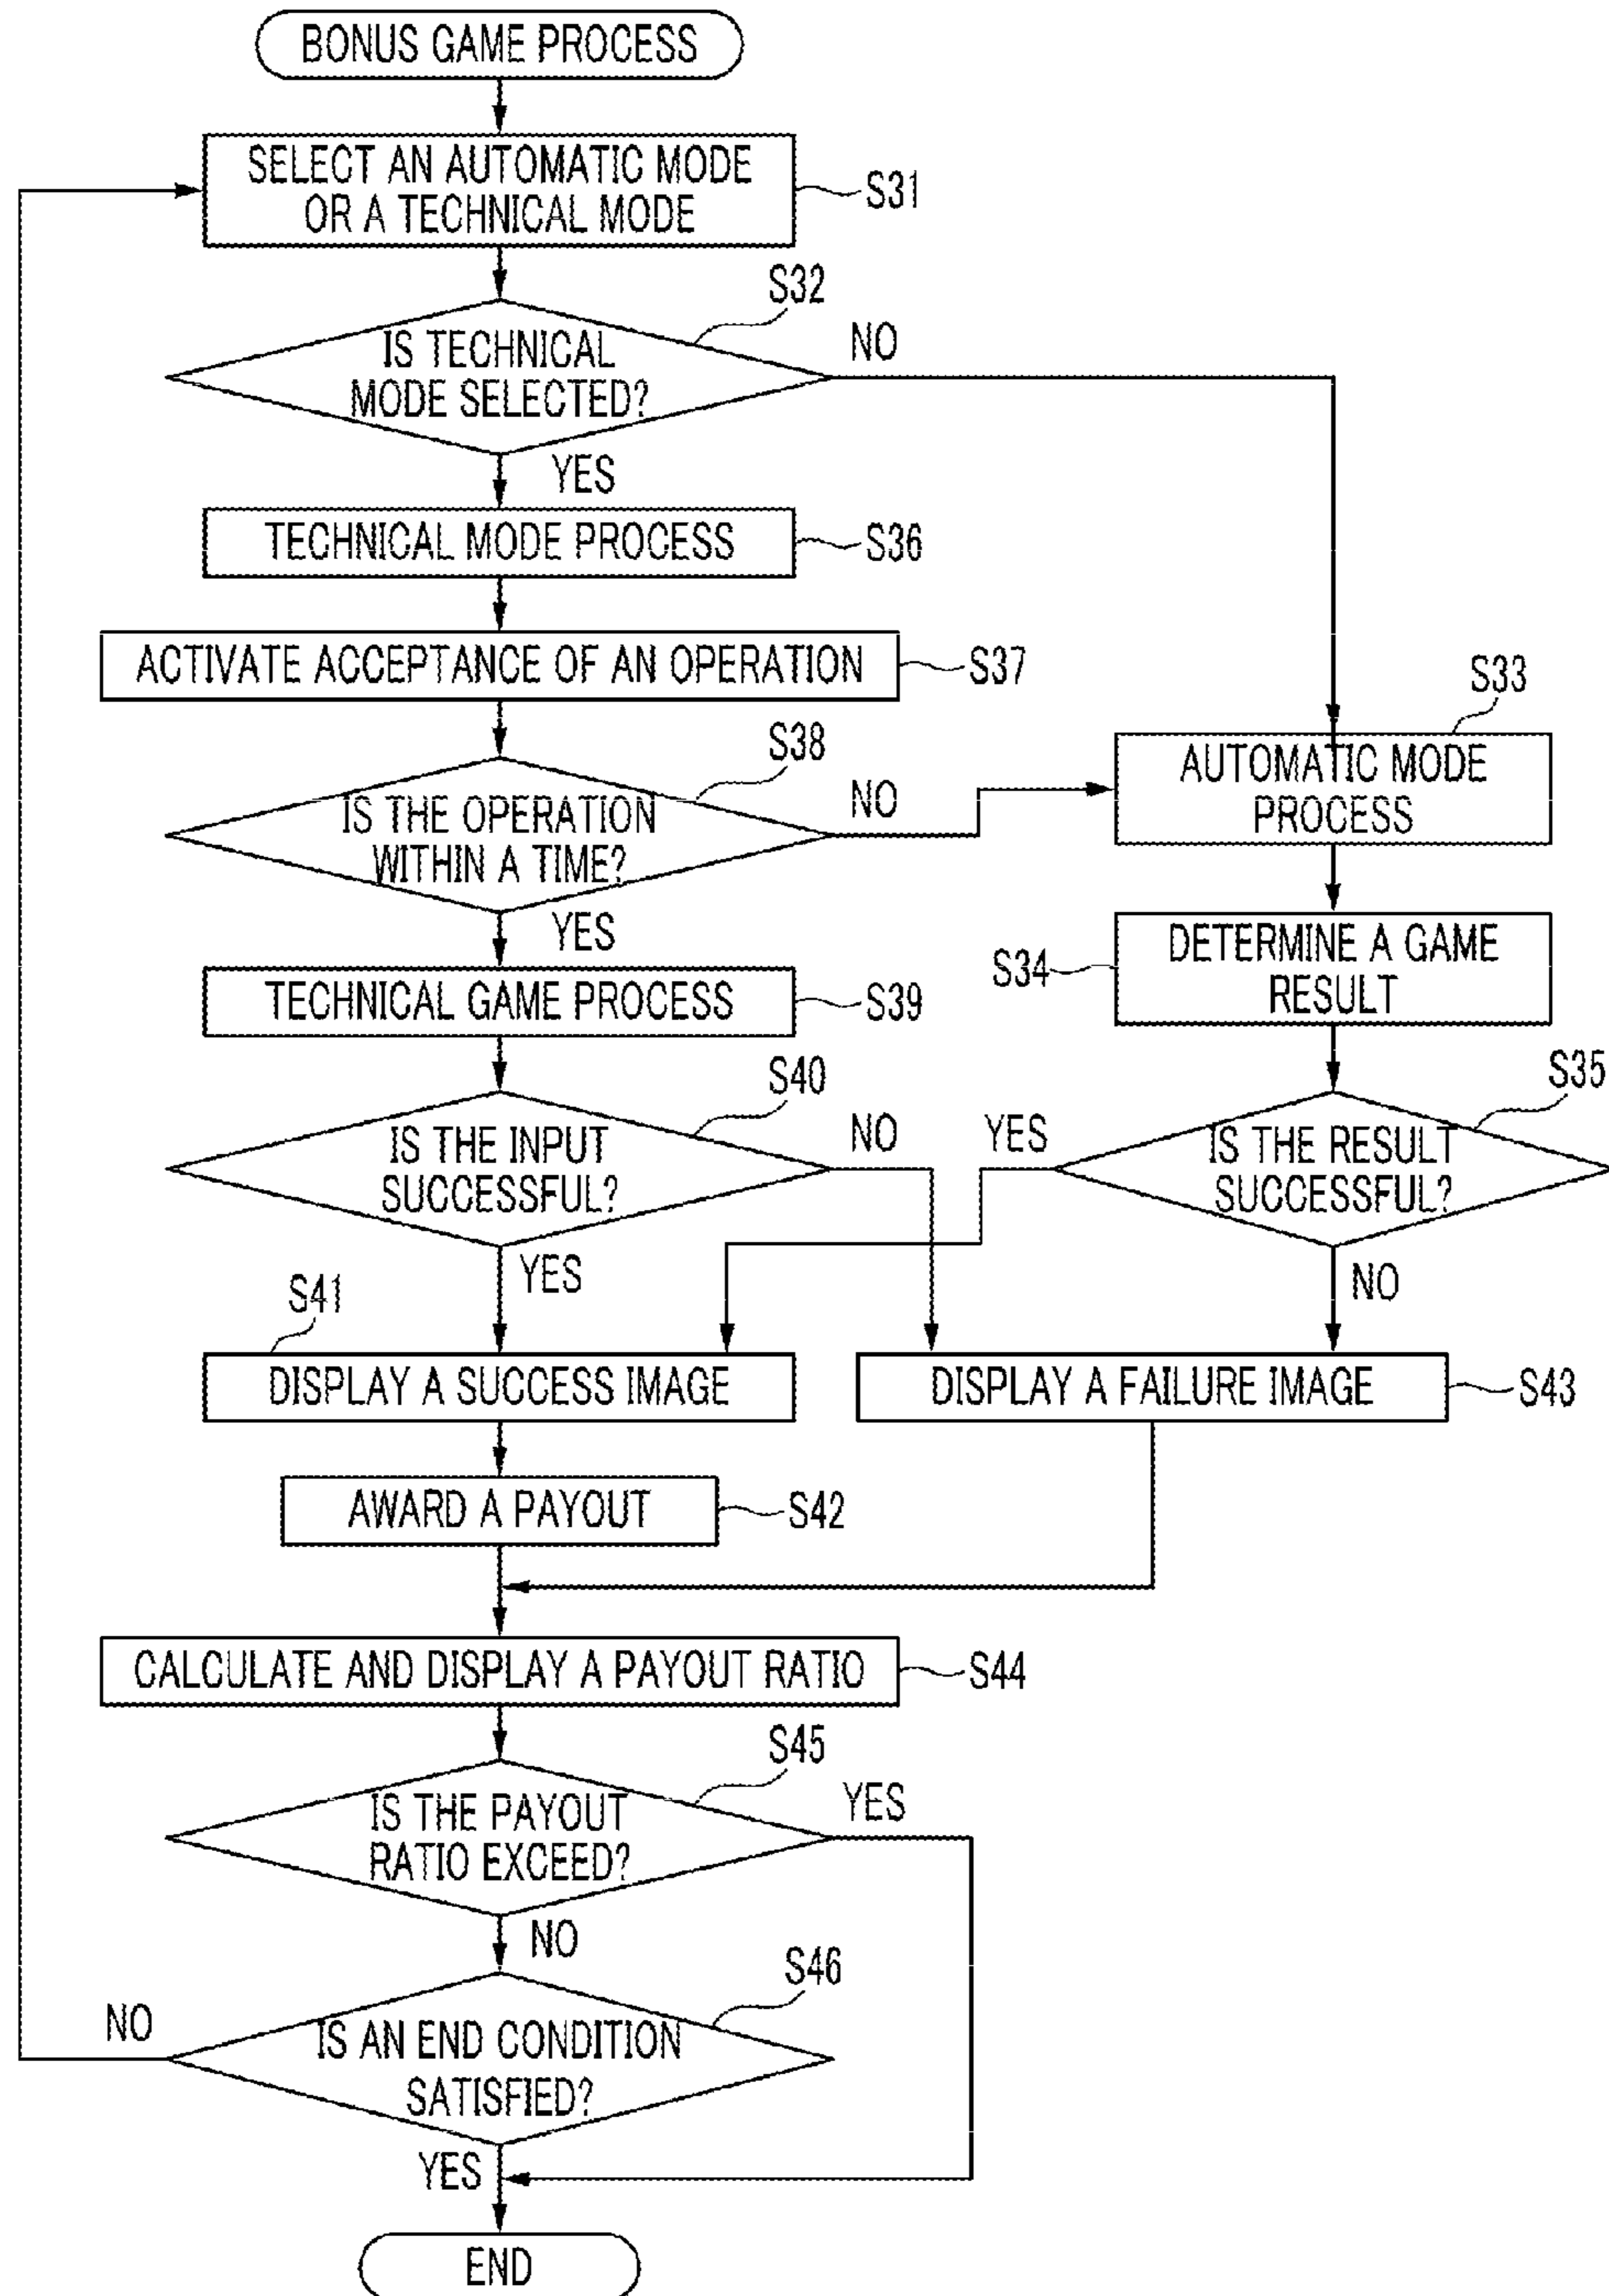 BONUS GAME PROCESS
SELECT AN AUTOMATIC MODE
OR A TECHNICAL MODE
S31
S32
IS TECHNICAL
MODE SELECTED?
NO
YES
TECHNICAL MODE PROCESS
S36
ACTIVATE ACCEPTANCE OF AN OPERATION
S37
S38
IS THE OPERATION
WITHIN A TIME?
NO
YES
S33
AUTOMATIC MODE
PROCESS
S34
DETERMINE A GAME
RESULT
TECHNICAL GAME PROCESS
S39
S40
IS THE INPUT
SUCCESSFUL?
NO
YES
S35
IS THE RESULT
SUCCESSFUL?
YES
NO
S41
DISPLAY A SUCCESS IMAGE
DISPLAY A FAILURE IMAGE
S43
AWARD A PAYOUT
S42
CALCULATE AND DISPLAY A PAYOUT RATIO
S44
S45
IS THE PAYOUT
RATIO EXCEED?
YES
NO
S46
IS AN END CONDITION
SATISFIED?
NO
YES
END